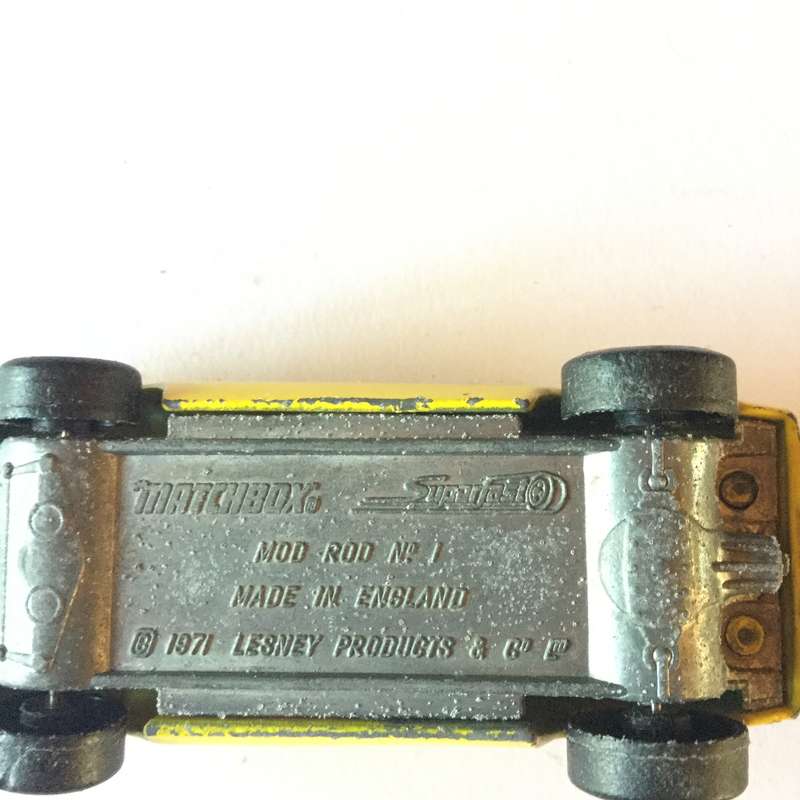 "MATCHBOX" Superfast
MOD ROD Nº 1
MADE IN ENGLAND
© 1971 LESNEY PRODUCTS & Cº Lᵀᴰ